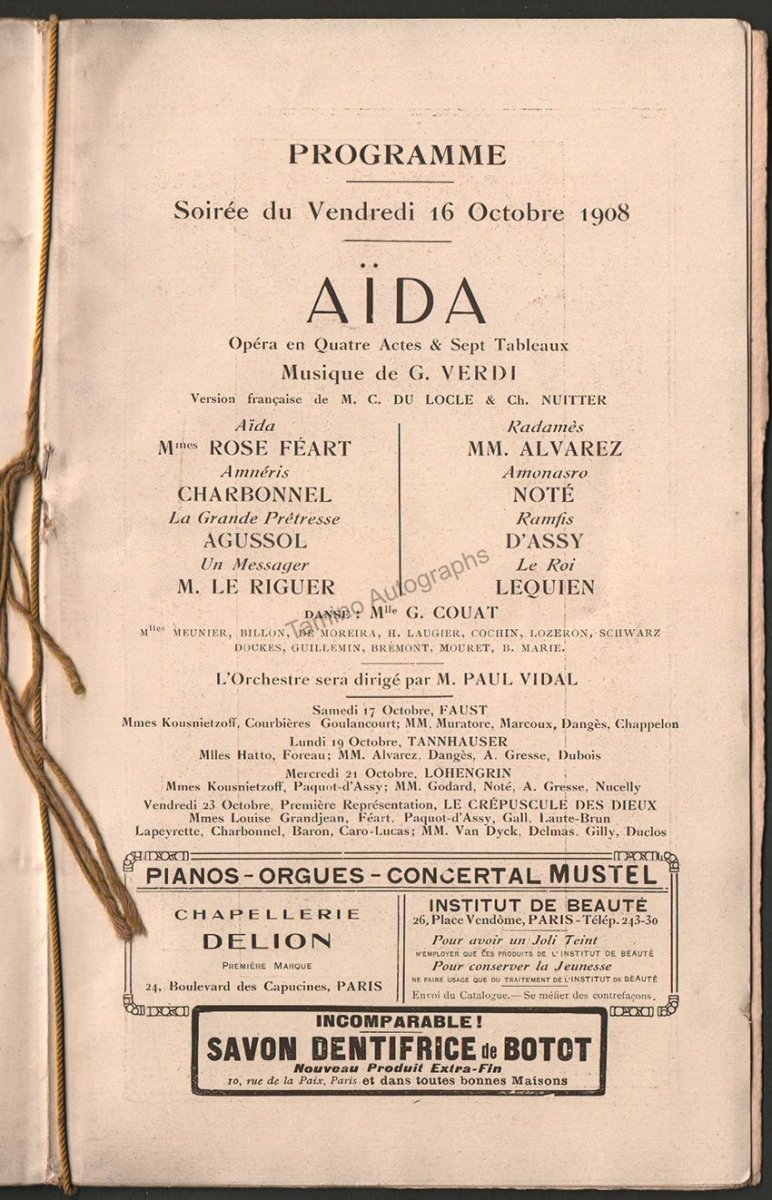 PROGRAMME
Soirée du Vendredi 16 Octobre 1908
AÏDA
Opéra en Quatre Actes & Sept Tableaux
Musique de G. VERDI
Version française de M. C. DU LOCLE & Ch. NUITTER
Aïda
Mmes ROSE FÉART
Amnéris
CHARBONNEL
La Grande Prêtresse
AGUSSOL
Un Messager
M. LE RIGUER
Radamès
MM. ALVAREZ
Amonasro
NOTÉ
Ramfis
D'ASSY
Le Roi
LEQUIEN
Tamino Autographs
DANSE : Mlle G. COUAT
Mlles MEUNIER, BILLON, DE MOREIRA, H. LAUGIER, COCHIN, LOZERON, SCHWARZ
DOCKES, GUILLEMIN, BREMONT, MOURET, B. MARIE.
L'Orchestre sera dirigé par M. PAUL VIDAL
Samedi 17 Octobre, FAUST
Mmes Kousnietzoff, Courbières Goulancourt; MM. Muratore, Marcoux, Dangès, Chappelon
Lundi 19 Octobre, TANNHAUSER
Mlles Hatto, Foreau; MM. Alvarez, Dangès, A. Gresse, Dubois
Mercredi 21 Octobre, LOHENGRIN
Mmes Kousnietzoff, Paquot-d'Assy; MM. Godard, Noté, A. Gresse, Nucelly
Vendredi 23 Octobre, Première Représentation, LE CRÉPUSCULE DES DIEUX
Mmes Louise Grandjean, Féart, Paquot-d'Assy, Gall, Laute-Brun
Lapeyrette, Charbonnel, Baron, Caro-Lucas; MM. Van Dyck, Delmas, Gilly, Duclos
PIANOS-ORGUES-CONCERTAL MUSTEL
CHAPELLERIE
DELION
PREMIÈRE MARQUE
24, Boulevard des Capucines, PARIS
INSTITUT DE BEAUTÉ
26, Place Vendôme, PARIS-Télép. 243-30
Pour avoir un Joli Teint
N'EMPLOYER QUE CES PRODUITS DE L'INSTITUT DE BEAUTÉ
Pour conserver la Jeunesse
NE FAIRE USAGE QUE DU TRAITEMENT DE L'INSTITUT DE BEAUTÉ
Envoi du Catalogue.— Se méfier des contrefaçons.
INCOMPARABLE!
SAVON DENTIFRICE de BOTOT
Nouveau Produit Extra-Fin
10, rue de la Paix, Paris et dans toutes bonnes Maisons